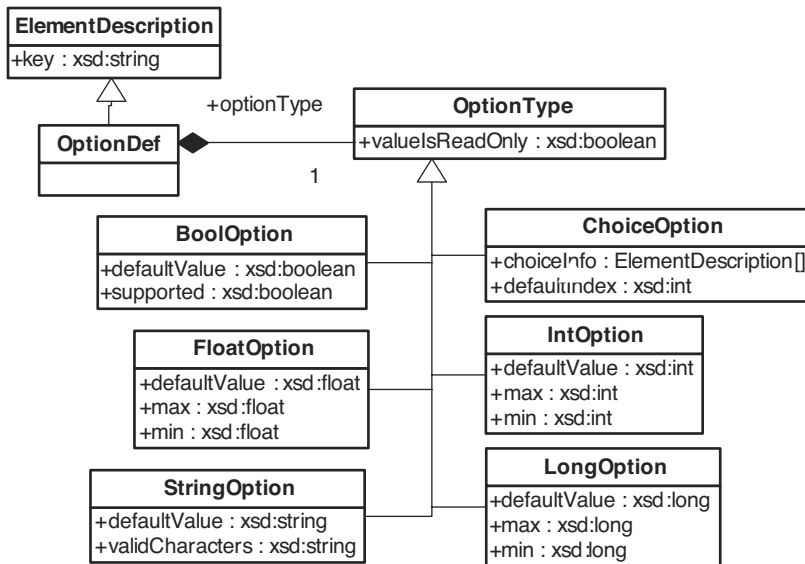 ElementDescription
+key : xsd:string
OptionDef
+optionType
1
OptionType
+valueIsReadOnly : xsd:boolean
BoolOption
+defaultValue : xsd:boolean
+supported : xsd:boolean
ChoiceOption
+choiceInfo : ElementDescription[]
+defaultIndex : xsd:int
FloatOption
+defaultValue : xsd:float
+max : xsd:float
+min : xsd:float
IntOption
+defaultValue : xsd:int
+max : xsd:int
+min : xsd:int
StringOption
+defaultValue : xsd:string
+validCharacters : xsd:string
LongOption
+defaultValue : xsd:long
+max : xsd:long
+min : xsd:long